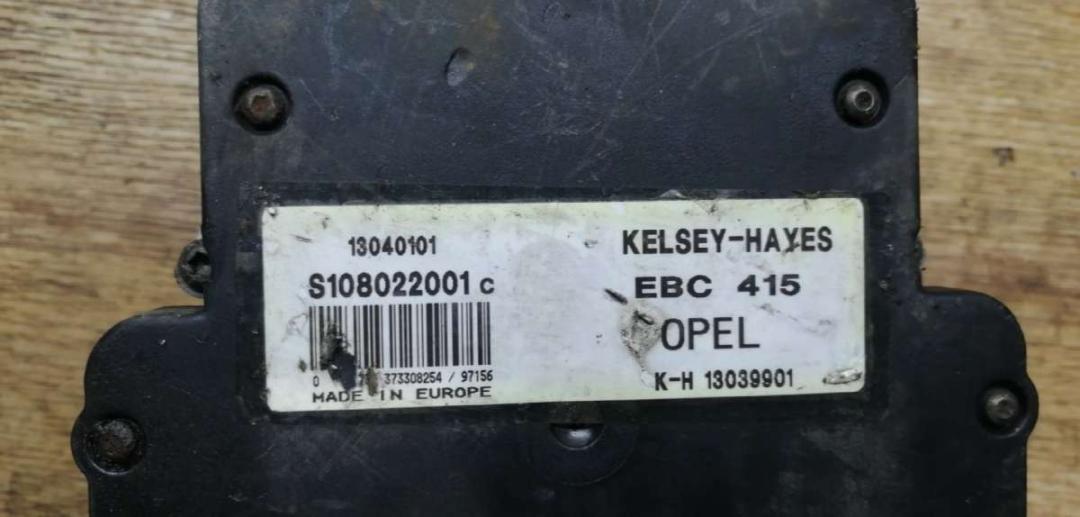 13040101
S108022001 C
373308254 / 97156
MADE IN EUROPE
KELSEY-HAYES
EBC 415
OPEL
K-H 13039901